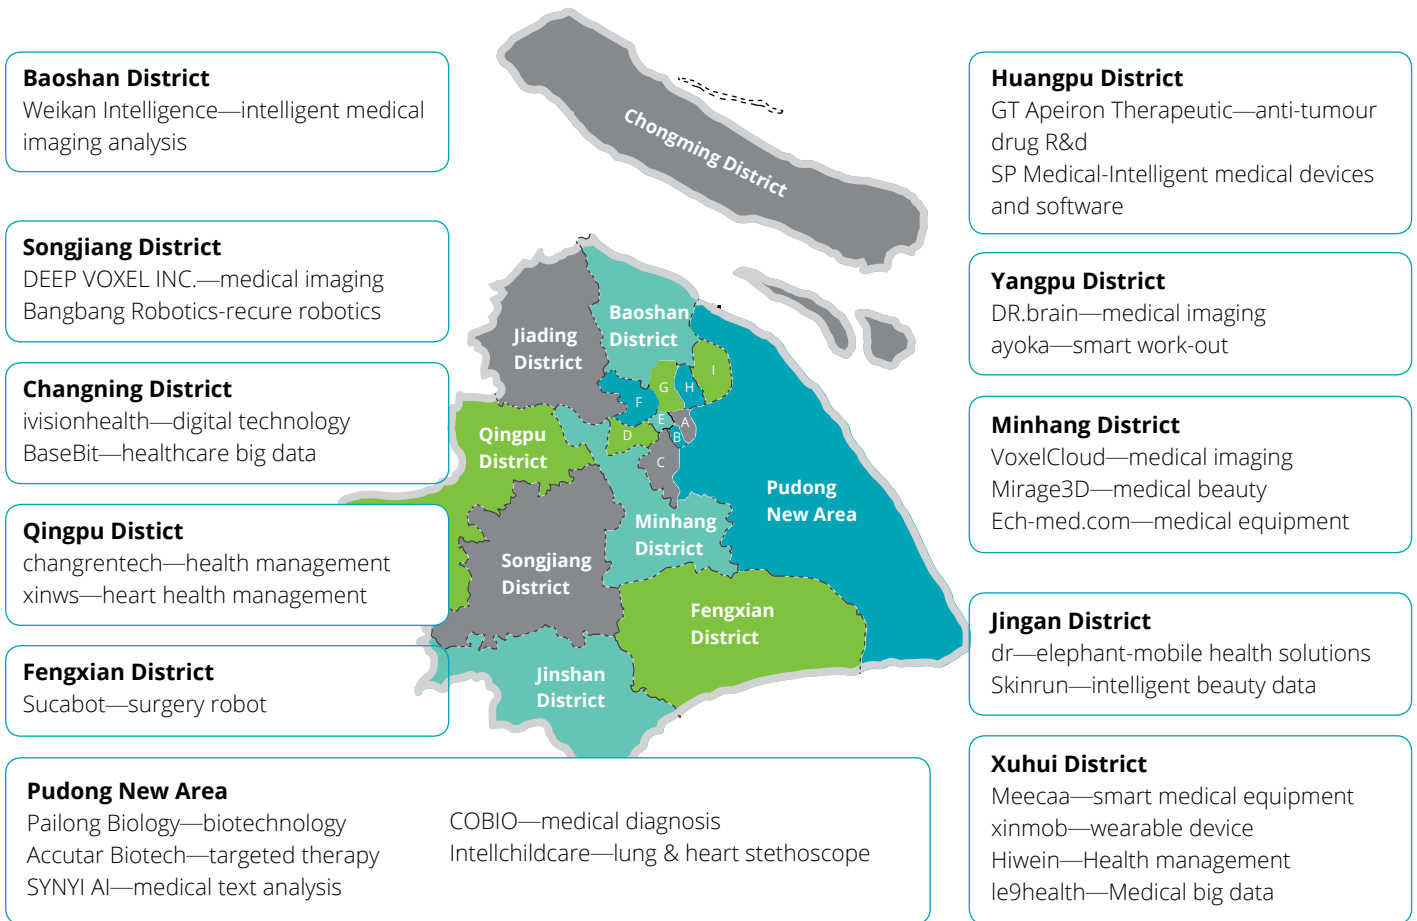 Baoshan District
Weikan Intelligence—intelligent medical
imaging analysis
Songjiang District
DEEP VOXEL INC.—medical imaging
Bangbang Robotics-recure robotics
Changning District
ivisionhealth—digital technology
BaseBit—healthcare big data
Qingpu Distict
changrentech—health management
xinws—heart health management
Fengxian District
Sucabot—surgery robot
Pudong New Area
Pailong Biology—biotechnology
Accutar Biotech—targeted therapy
SYNYI AI—medical text analysis
COBIO—medical diagnosis
Intellchildcare—lung & heart stethoscope
Chongming District
Jiading
District
Baoshan
District
Qingpu
District
Songjiang
District
Minhang
District
Pudong
New Area
Fengxian
District
Jinshan
District
A
B
C
D
E
F
G
H
I
Huangpu District
GT Apeiron Therapeutic—anti-tumour
drug R&d
SP Medical-Intelligent medical devices
and software
Yangpu District
DR.brain—medical imaging
ayoka—smart work-out
Minhang District
VoxelCloud—medical imaging
Mirage3D—medical beauty
Ech-med.com—medical equipment
Jingan District
dr—elephant-mobile health solutions
Skinrun—intelligent beauty data
Xuhui District
Meecaa—smart medical equipment
xinmob—wearable device
Hiwein—Health management
le9health—Medical big data